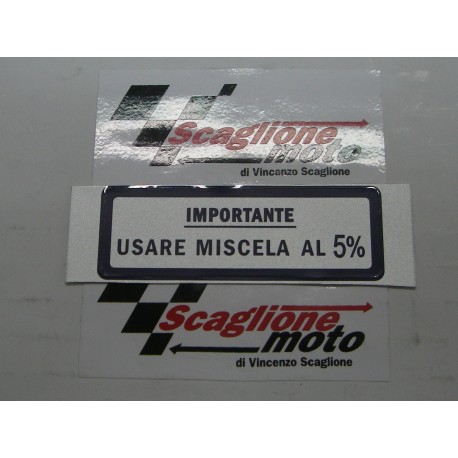 Scaglione
moto
di Vincenzo Scaglione
IMPORTANTE
USARE MISCELA AL 5%
Scaglione
moto
di Vincenzo Scaglione